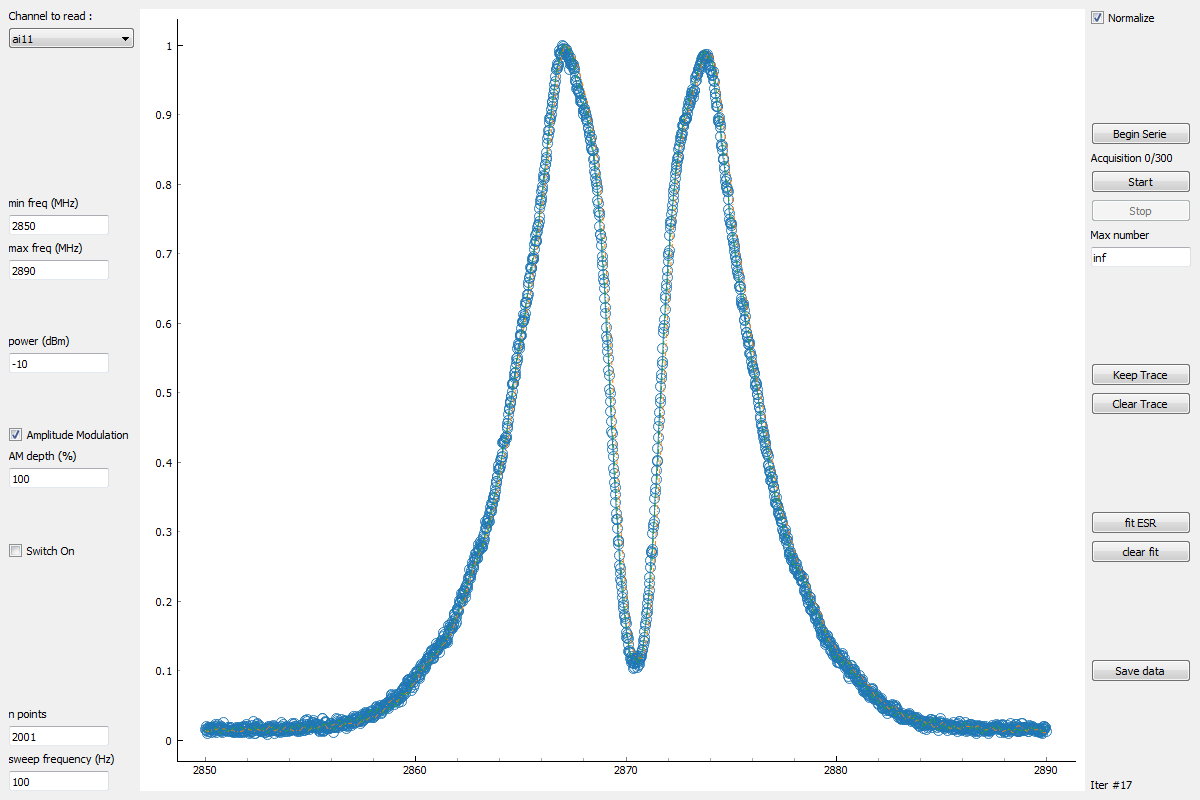 Channel to read :
ai11
min freq (MHz)
2850
max freq (MHz)
2890
power (dBm)
-10
Amplitude Modulation
AM depth (%)
100
Switch On
n points
2001
sweep frequency (Hz)
100
1
0.9
0.8
0.7
0.6
0.5
0.4
0.3
0.2
0.1
0
2850 2860 2870 2880 2890
Normalize
Begin Serie
Acquisition 0/300
Start
Stop
Max number
inf
Keep Trace
Clear Trace
fit ESR
clear fit
Save data
Iter #17